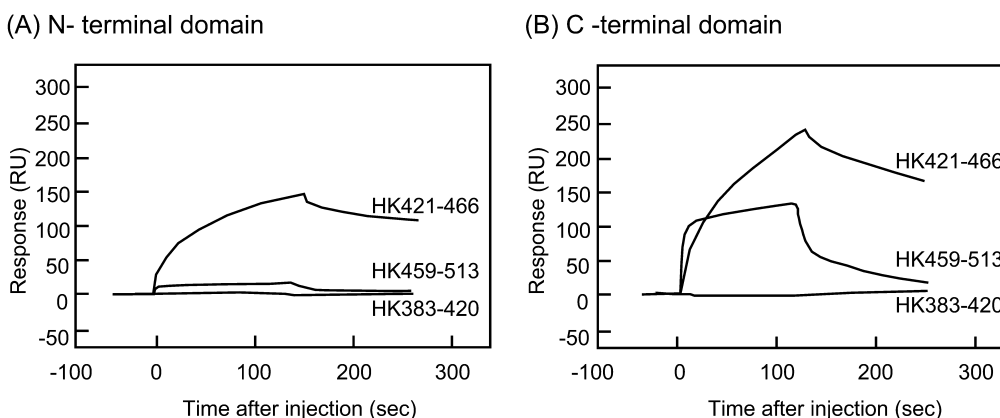 (A) N- terminal domain
300
250
200
150
100
50
0
-50
Response (RU)
HK421-466
HK459-513
HK383-420
-100 0 100 200 300
Time after injection (sec)
(B) C -terminal domain
300
250
200
150
100
50
0
-50
Response (RU)
HK421-466
HK459-513
HK383-420
-100 0 100 200 300
Time after injection (sec)